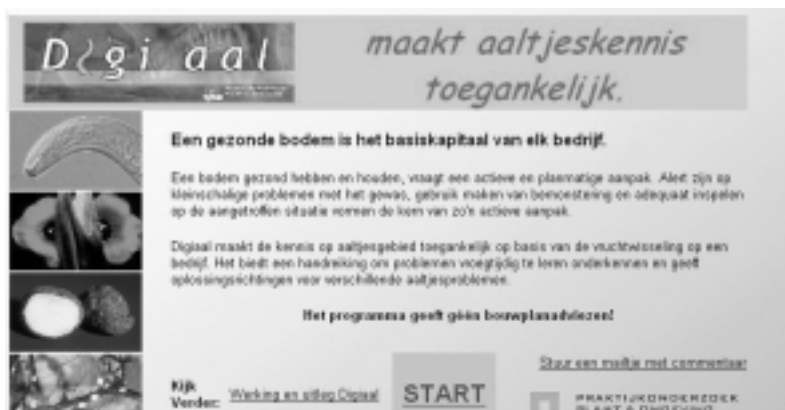 Digiaal
maakt aaltjeskennis
toegankelijk.
Een gezonde bodem is het basiskapitaal van elk bedrijf.
Een bodem gezond hebben en houden, vraagt een actieve en planmatige aanpak. Alert zijn op
kleinschalige problemen met het gewas, gebruik maken van bemonstering en adequaat inspelen
op de aangetroffen situatie vormen de kern van zo'n actieve aanpak.
Digiaal maakt de kennis op aaltjesgebied toegankelijk op basis van de vruchtwisseling op een
bedrijf. Het biedt een handreiking om problemen vroegtijdig te leren onderkennen en geeft
oplossingsrichtingen voor verschillende aaltjesproblemen.
Het programma geeft géén bouwplanadviezen!
Stuur een mailtje met commentaar
Kijk
Verder:
Werking en uitleg Digiaal
START
PRAKTIJKONDERZOEK
PLANT & OMGEVING